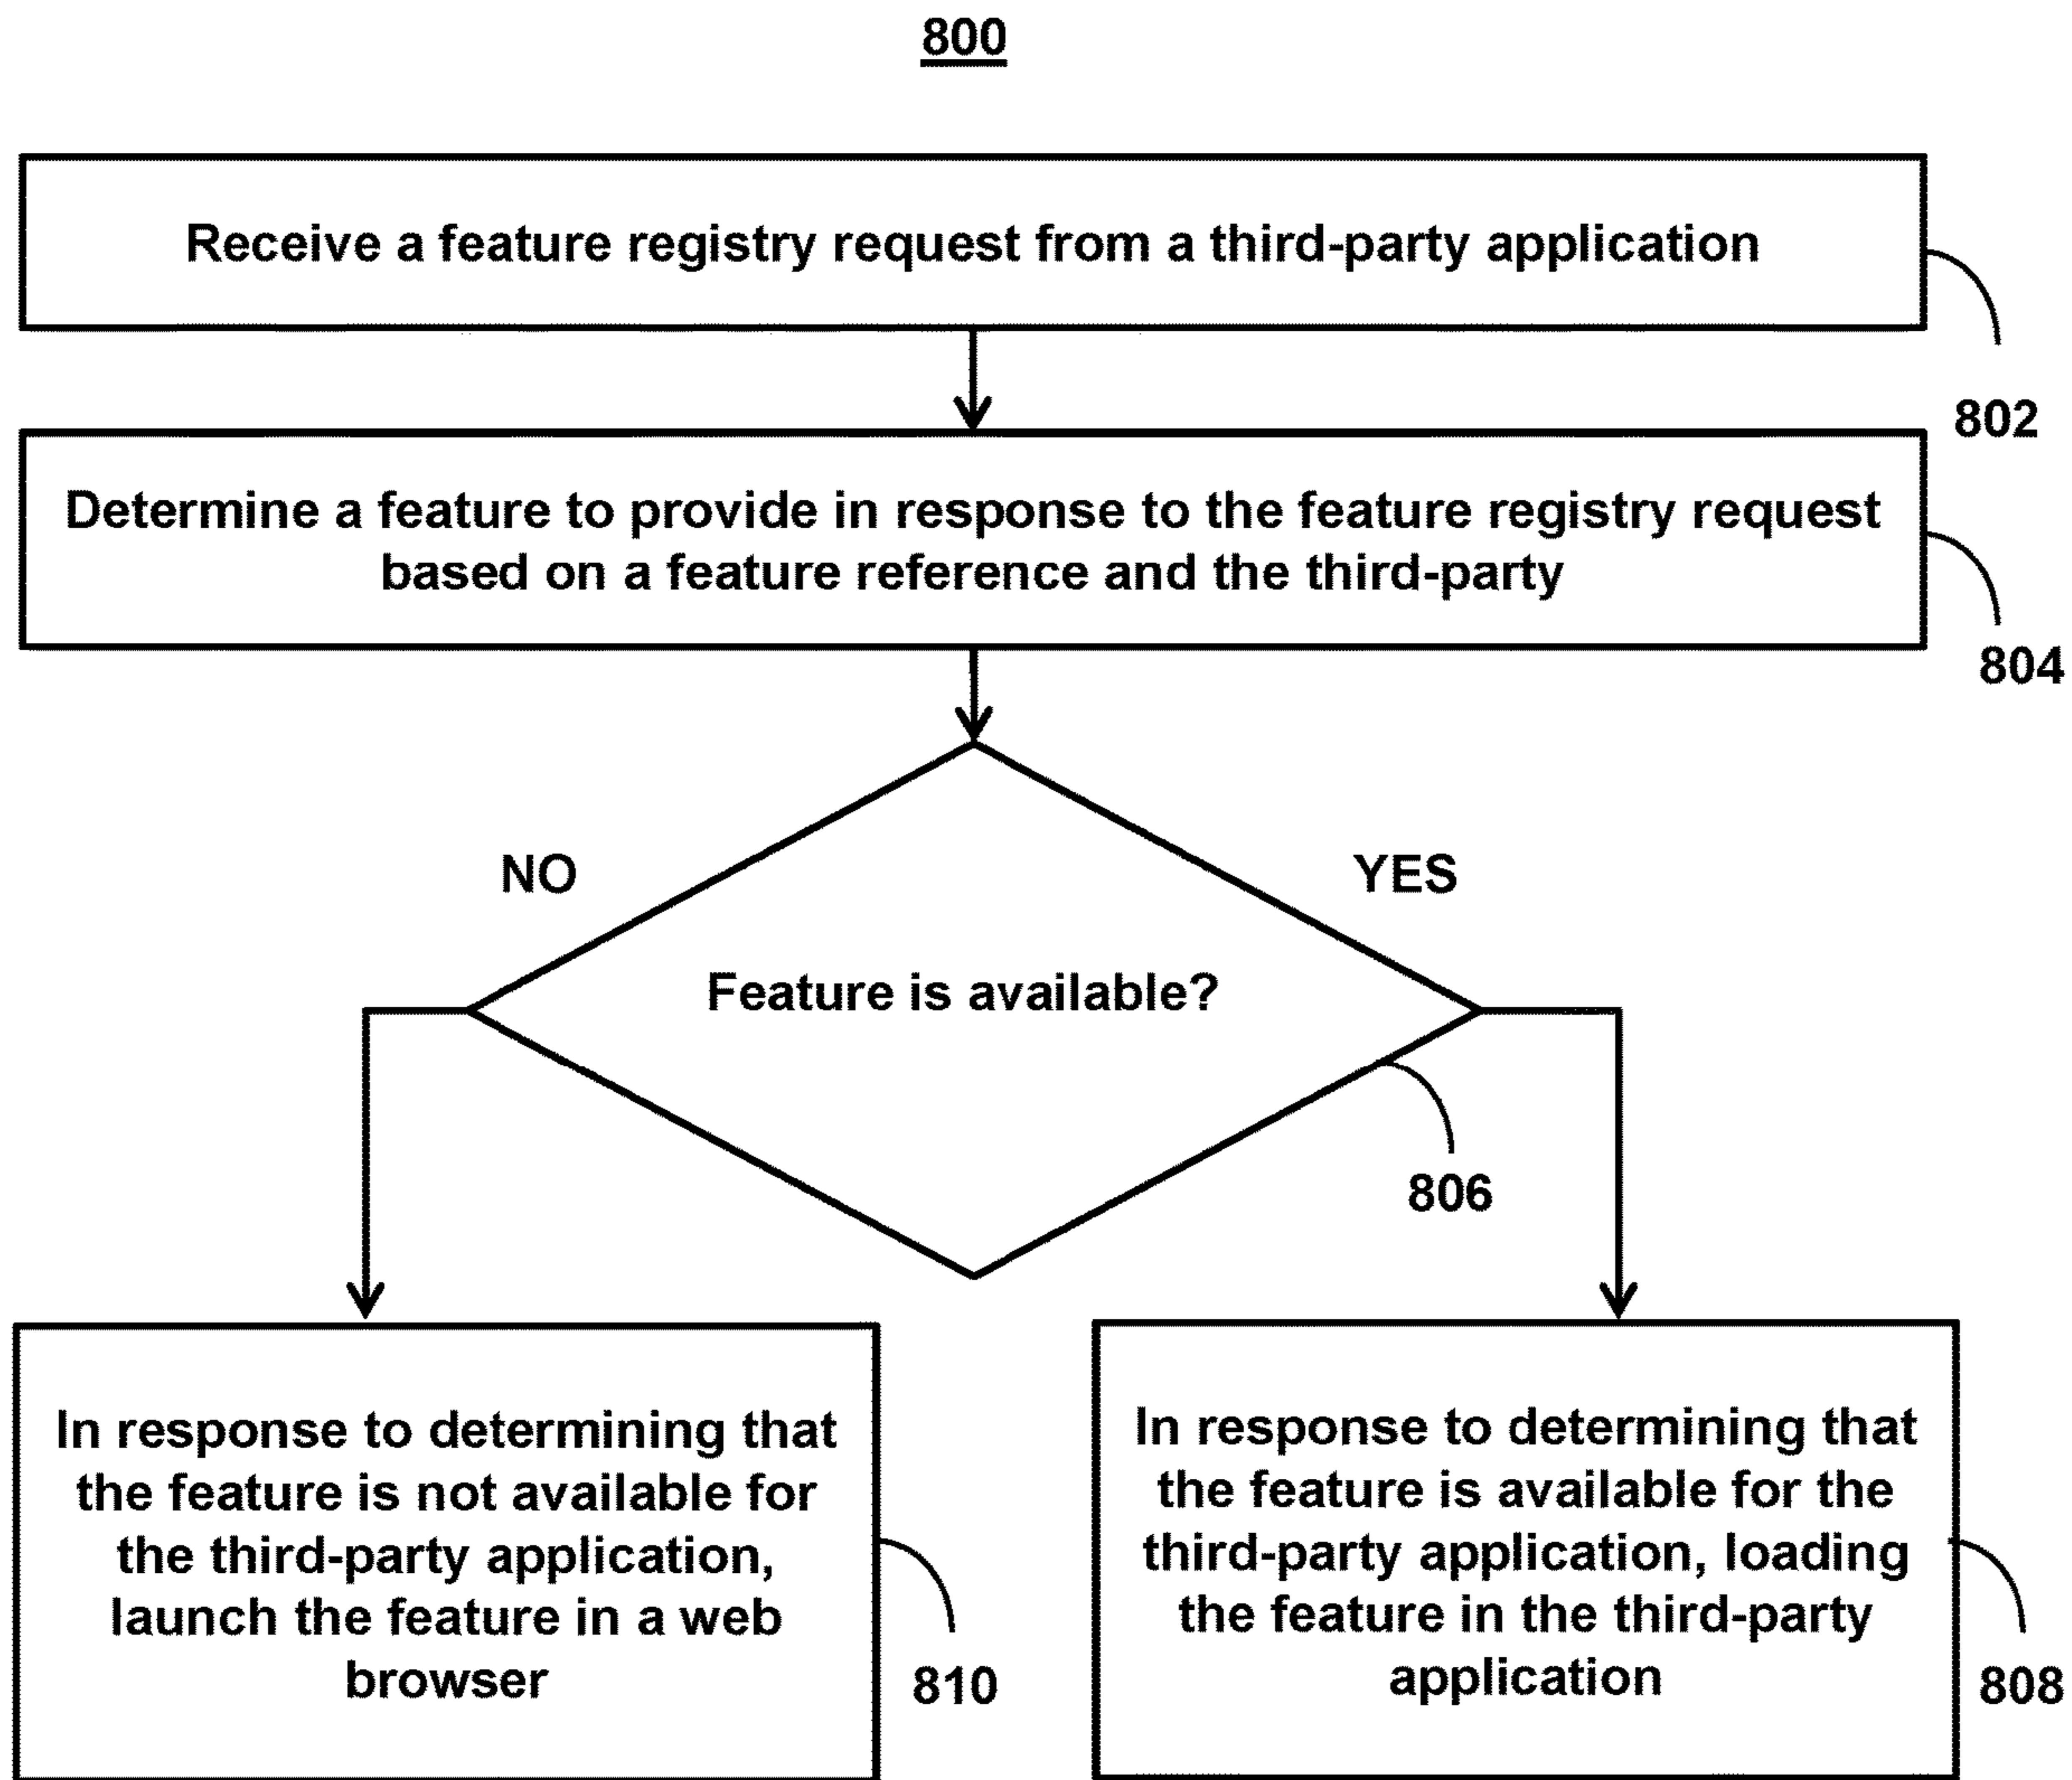 800
Receive a feature registry request from a third-party application
802
Determine a feature to provide in response to the feature registry request
based on a feature reference and the third-party
804
NO
YES
Feature is available?
806
In response to determining that
the feature is not available for
the third-party application,
launch the feature in a web
browser
810
In response to determining that
the feature is available for the
third-party application, loading
the feature in the third-party
application
808